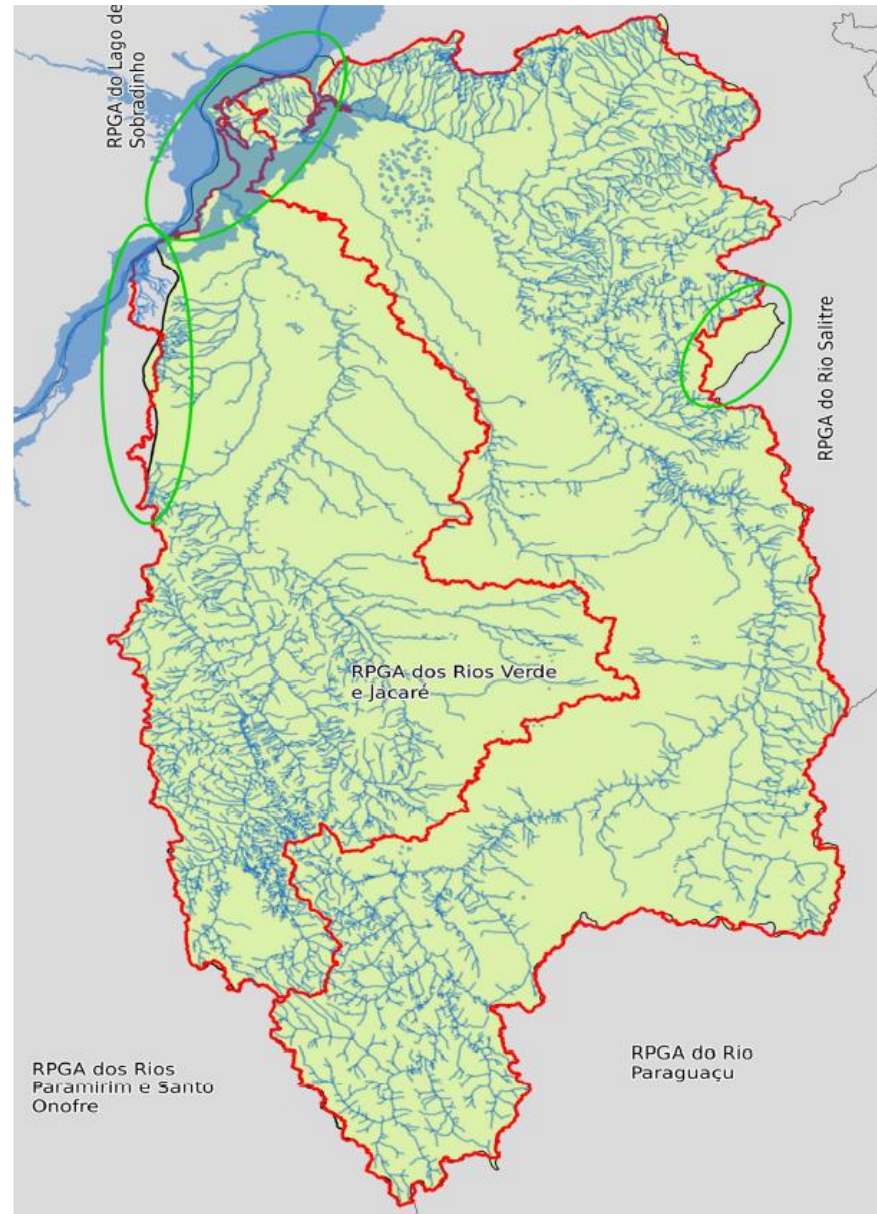 RPGA do Lago de
Sobradinho
RPGA do Rio Salitre
RPGA dos Rios Verde
e Jacaré
RPGA dos Rios
Paramirim e Santo
Onofre
RPGA do Rio
Paraguaçu